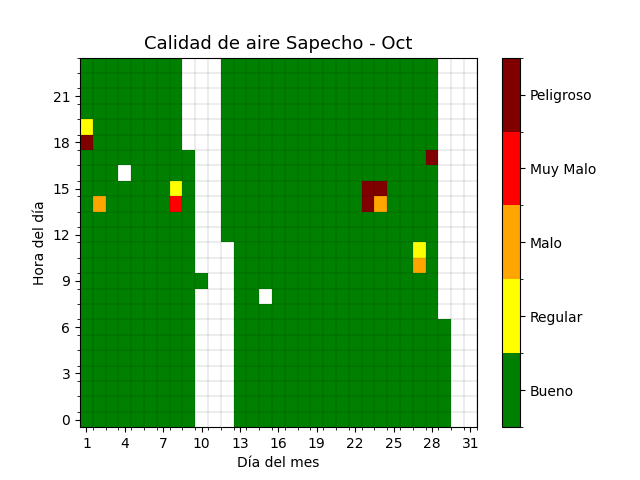 Calidad de aire Sapecho - Oct
Hora del día
21
18
15
12
9
6
3
0
1 4 7 10 13 16 19 22 25 28 31
Día del mes
Peligroso
Muy Malo
Malo
Regular
Bueno